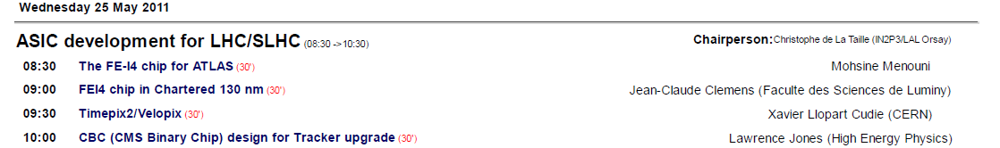 Wednesday 25 May 2011
ASIC development for LHC/SLHC (08:30 ->10:30) Chairperson:Christophe de La Taille (IN2P3/LAL Orsay)
08:30 The FE-I4 chip for ATLAS (30') Mohsine Menouni
09:00 FEI4 chip in Chartered 130 nm (30') Jean-Claude Clemens (Faculte des Sciences de Luminy)
09:30 Timepix2/Velopix (30') Xavier Llopart Cudie (CERN)
10:00 CBC (CMS Binary Chip) design for Tracker upgrade (30') Lawrence Jones (High Energy Physics)